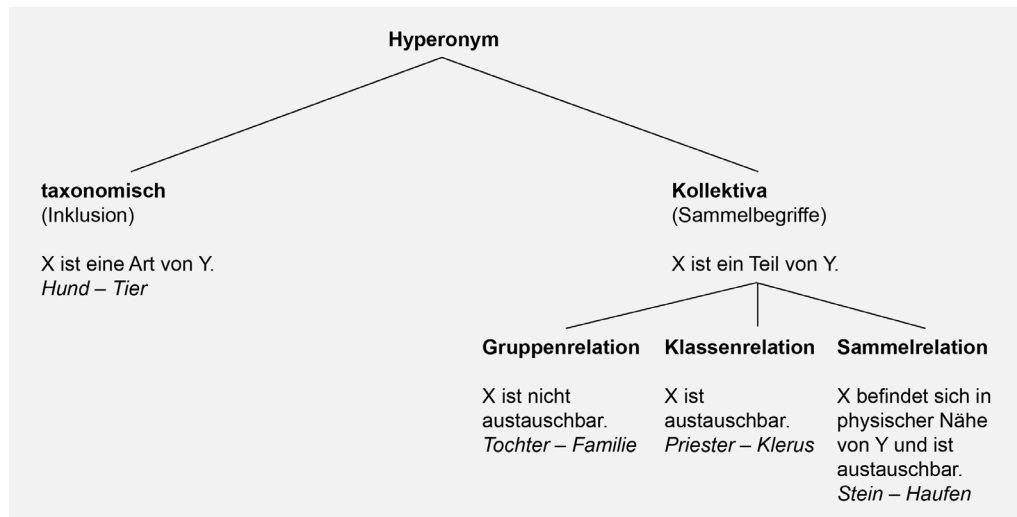 Hyperonym
taxonomisch
(Inklusion)
X ist eine Art von Y.
Hund – Tier
Kollektiva
(Sammelbegriffe)
X ist ein Teil von Y.
Gruppenrelation
X ist nicht
austauschbar.
Tochter – Familie
Klassenrelation
X ist
austauschbar.
Priester – Klerus
Sammelrelation
X befindet sich in
physischer Nähe
von Y und ist
austauschbar.
Stein – Haufen